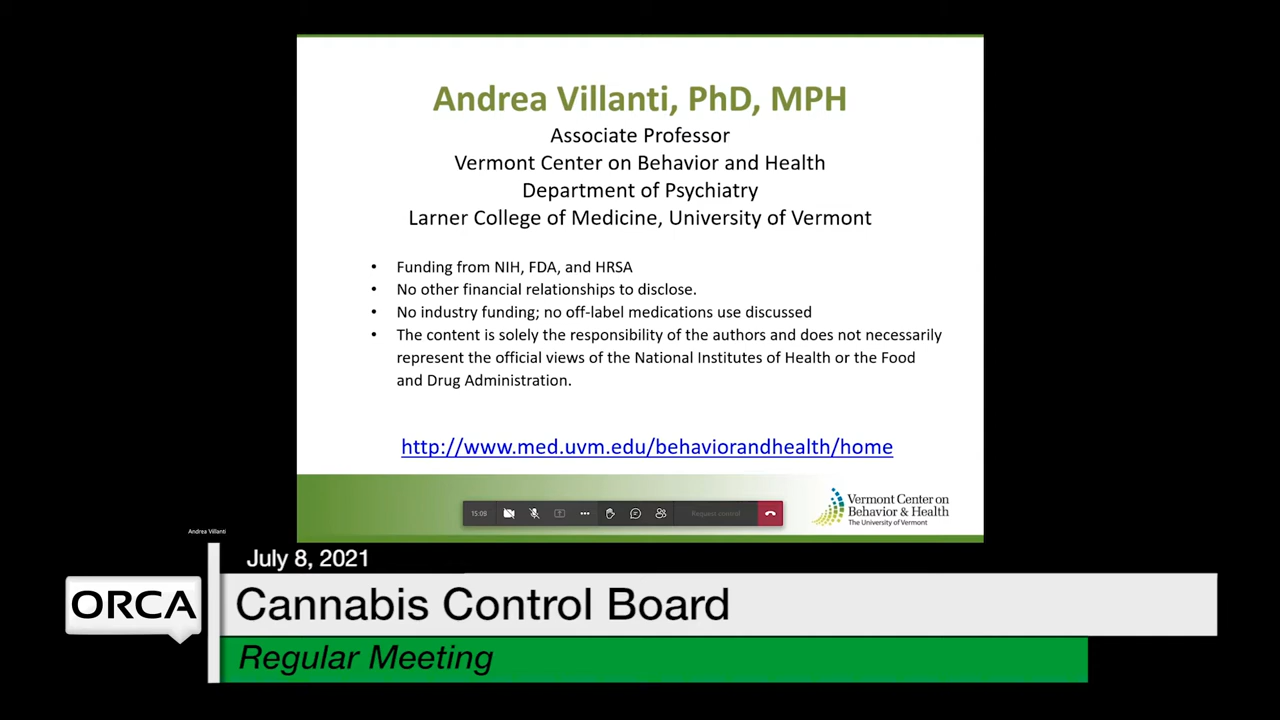 Andrea Villanti, PhD, MPH
Associate Professor
Vermont Center on Behavior and Health
Department of Psychiatry
Larner College of Medicine, University of Vermont
• Funding from NIH, FDA, and HRSA
• No other financial relationships to disclose.
• No industry funding; no off-label medications use discussed
• The content is solely the responsibility of the authors and does not necessarily
represent the official views of the National Institutes of Health or the Food
and Drug Administration.
http://www.med.uvm.edu/behaviorandhealth/home
15:08
Request control
Vermont Center on
Behavior & Health
The University of Vermont
Andrea Villanti
July 8, 2021
ORCA
Cannabis Control Board
Regular Meeting